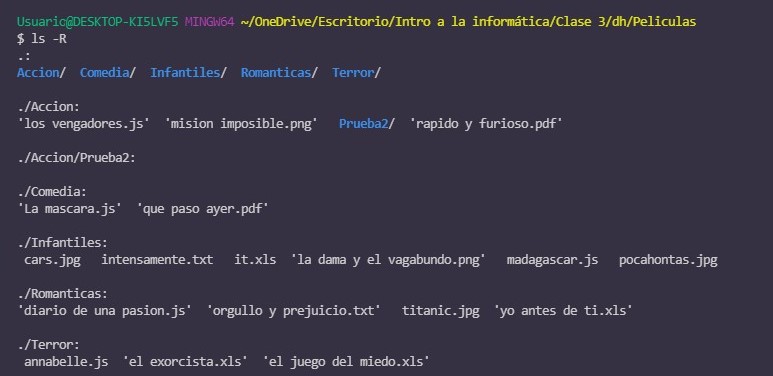 Usuario@DESKTOP-KI5LVF5 MINGW64 ~/OneDrive/Escritorio/Intro a la informática/Clase 3/dh/Peliculas
$ ls -R
.:
Accion/  Comedia/  Infantiles/  Romanticas/  Terror/
./Accion:
'los vengadores.js'  'mision imposible.png'   Prueba2/  'rapido y furioso.pdf'
./Accion/Prueba2:
./Comedia:
'La mascara.js'  'que paso ayer.pdf'
./Infantiles:
cars.jpg   intensamente.txt   it.xls  'la dama y el vagabundo.png'   madagascar.js   pocahontas.jpg
./Romanticas:
'diario de una pasion.js'  'orgullo y prejuicio.txt'   titanic.jpg  'yo antes de ti.xls'
./Terror:
annabelle.js  'el exorcista.xls'  'el juego del miedo.xls'